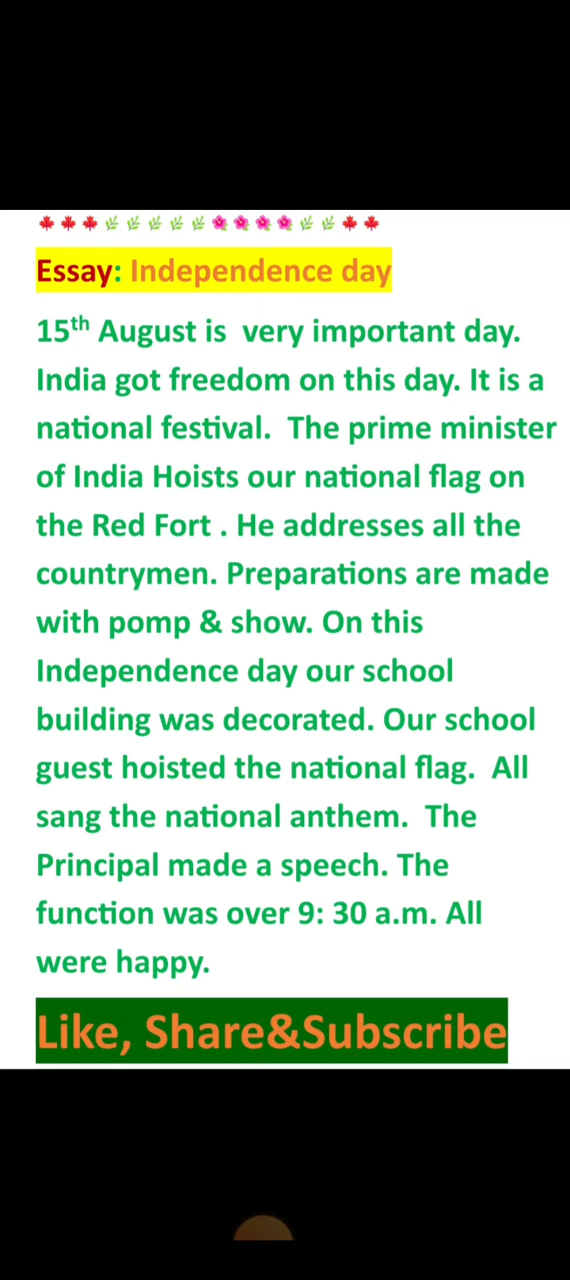 Essay: Independence day
15th August is  very important day.
India got freedom on this day. It is a
national festival.  The prime minister
of India Hoists our national flag on
the Red Fort . He addresses all the
countrymen. Preparations are made
with pomp & show. On this
Independence day our school
building was decorated. Our school
guest hoisted the national flag.  All
sang the national anthem.  The
Principal made a speech. The
function was over 9: 30 a.m. All
were happy.
Like, Share&Subscribe